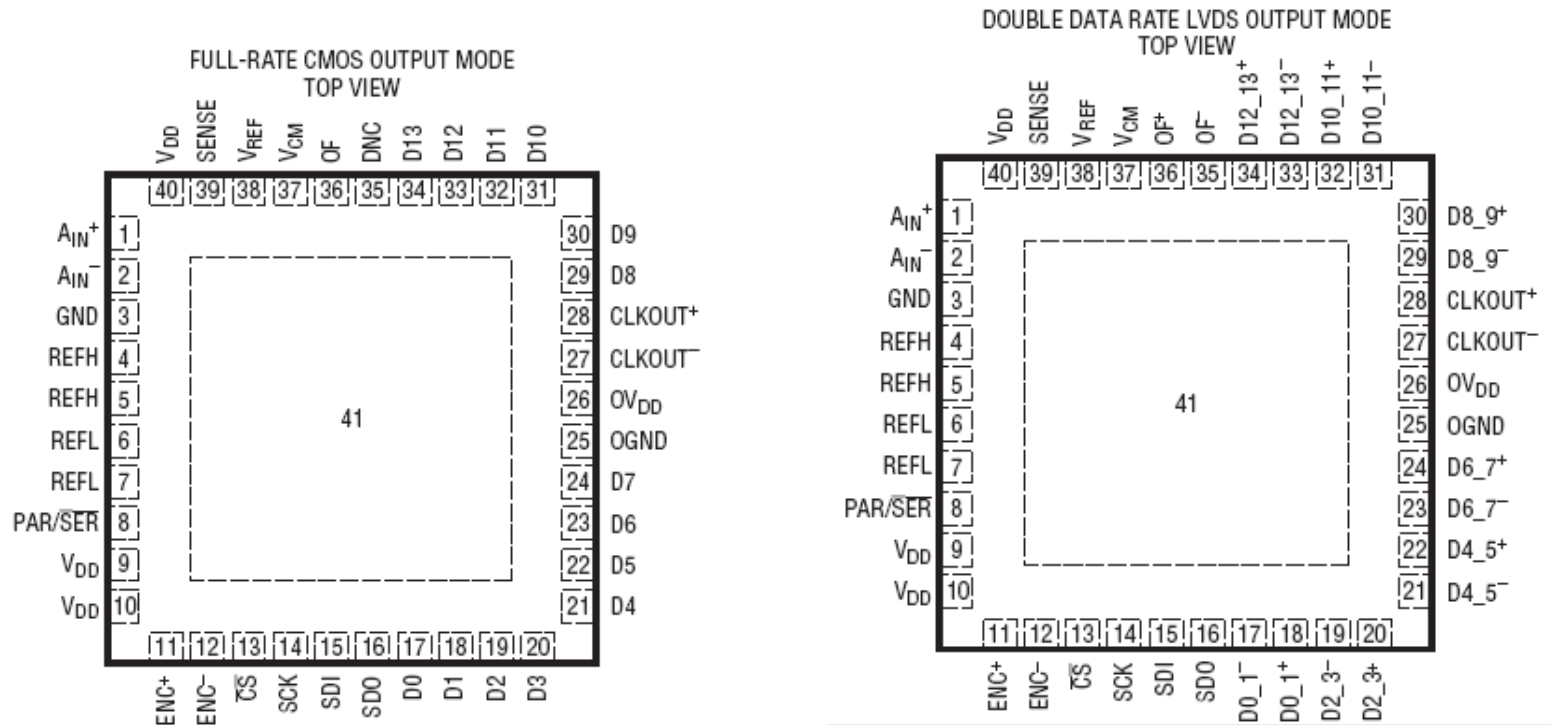 FULL-RATE CMOS OUTPUT MODE
TOP VIEW
VDD SENSE VREF VCM OF DNC D13 D12 D11 D10
40 39 38 37 36 35 34 33 32 31
AIN+ 1
AIN– 2
GND 3
REFH 4
REFH 5
REFL 6
REFL 7
PAR/S̅E̅R̅ 8
VDD 9
VDD 10
41
30 D9
29 D8
28 CLKOUT+
27 CLKOUT–
26 OVDD
25 OGND
24 D7
23 D6
22 D5
21 D4
11 12 13 14 15 16 17 18 19 20
ENC+ ENC- C̅S̅ SCK SDI SDO D0 D1 D2 D3
DOUBLE DATA RATE LVDS OUTPUT MODE
TOP VIEW
VDD SENSE VREF VCM OF+ OF– D12_13+ D12_13– D10_11+ D10_11–
40 39 38 37 36 35 34 33 32 31
AIN+ 1
AIN– 2
GND 3
REFH 4
REFH 5
REFL 6
REFL 7
PAR/S̅E̅R̅ 8
VDD 9
VDD 10
41
30 D8_9+
29 D8_9–
28 CLKOUT+
27 CLKOUT–
26 OVDD
25 OGND
24 D6_7+
23 D6_7–
22 D4_5+
21 D4_5–
11 12 13 14 15 16 17 18 19 20
ENC+ ENC- C̅S̅ SCK SDI SDO D0_1– D0_1+ D2_3– D2_3+